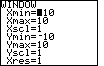 WINDOW
Xmin=-10
Xmax=10
Xscl=1
Ymin=-10
Ymax=10
Yscl=1
Xres=1